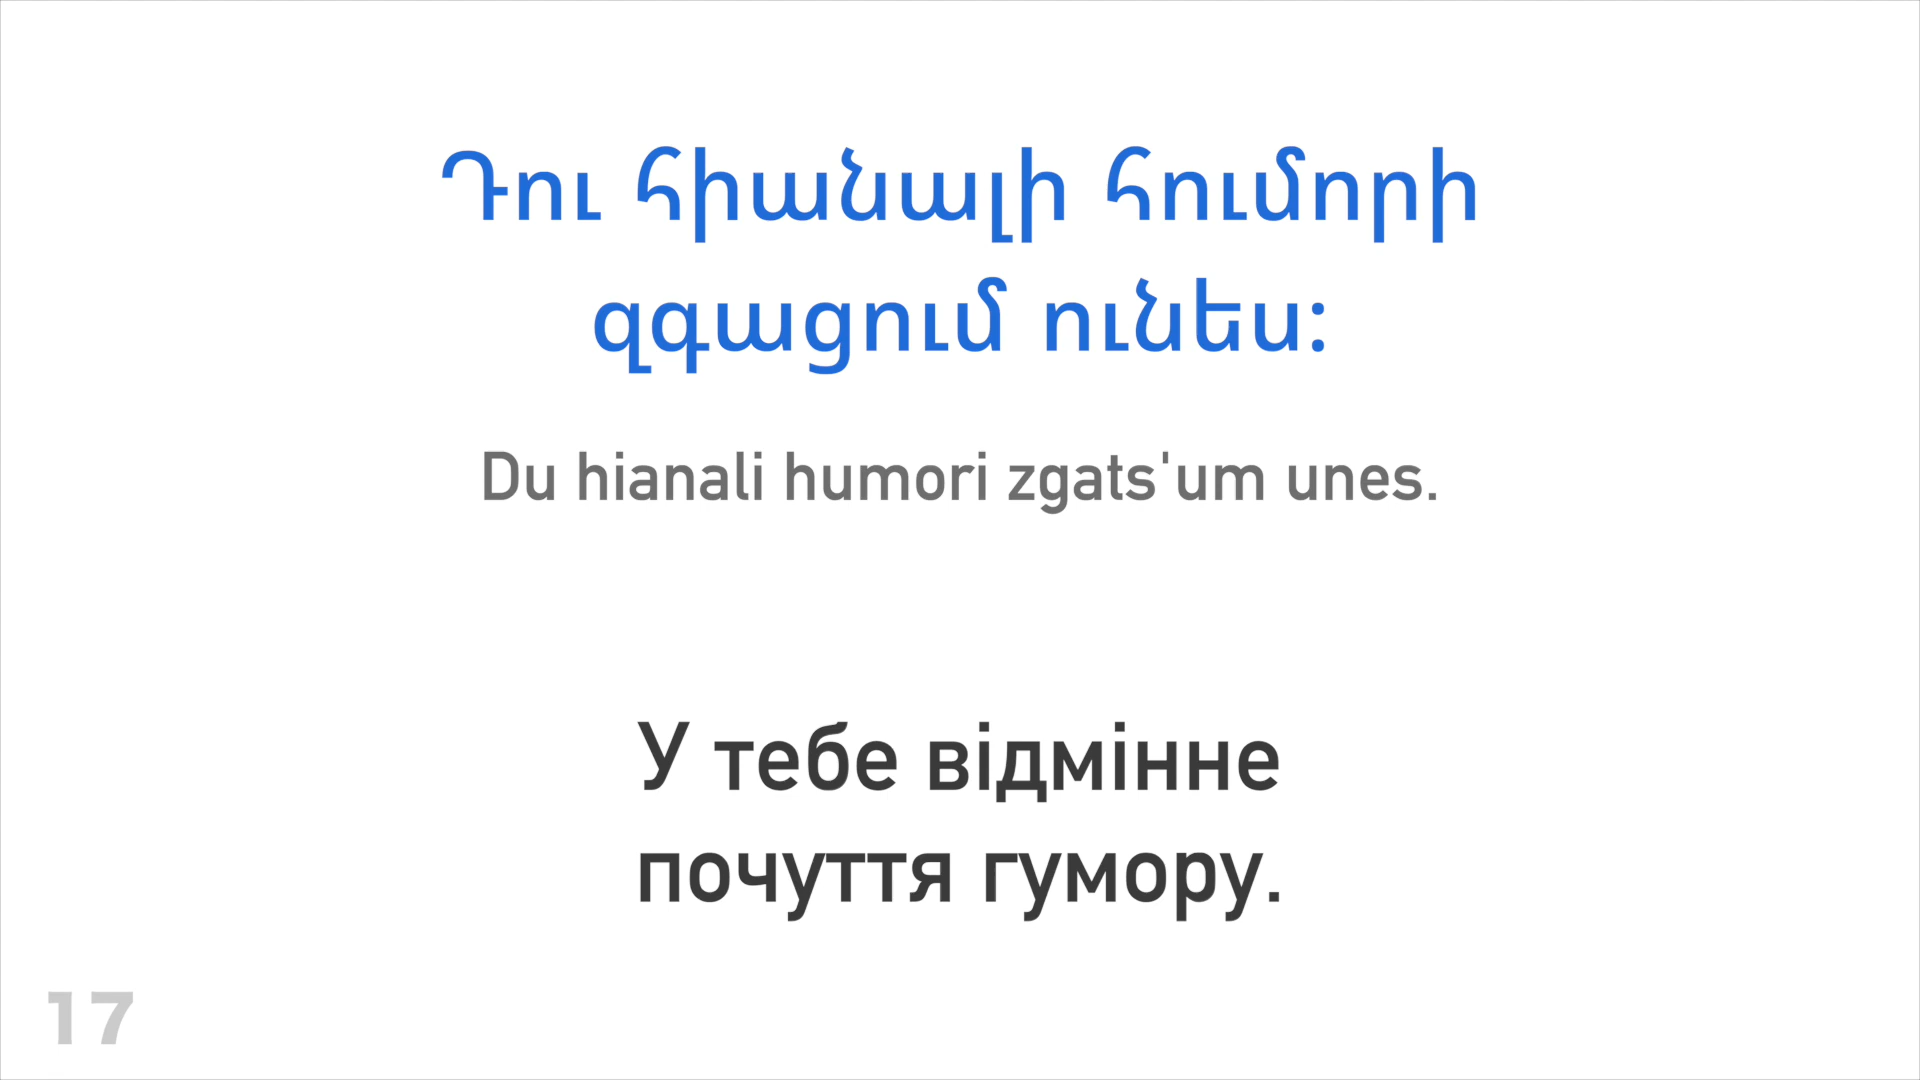 Դու հիանալի հումորի
զգացում ունես:
Du hianali humori zgats'um unes.
У тебе відмінне
почуття гумору.
17